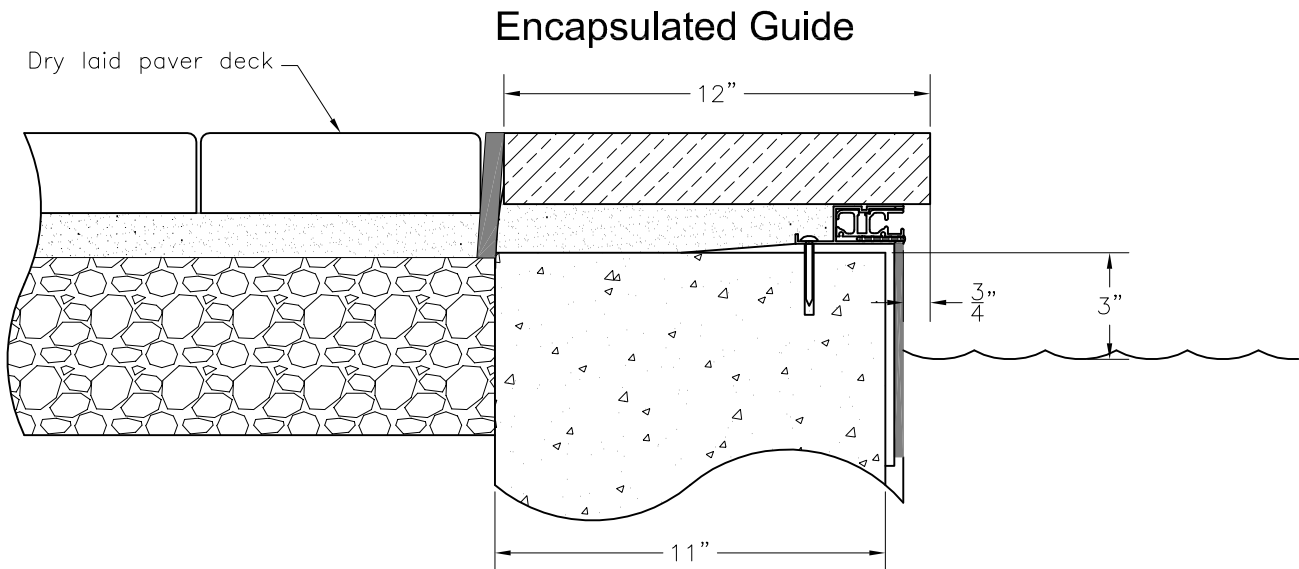 Encapsulated Guide
Dry laid paver deck
12”
3/4”
3”
11”